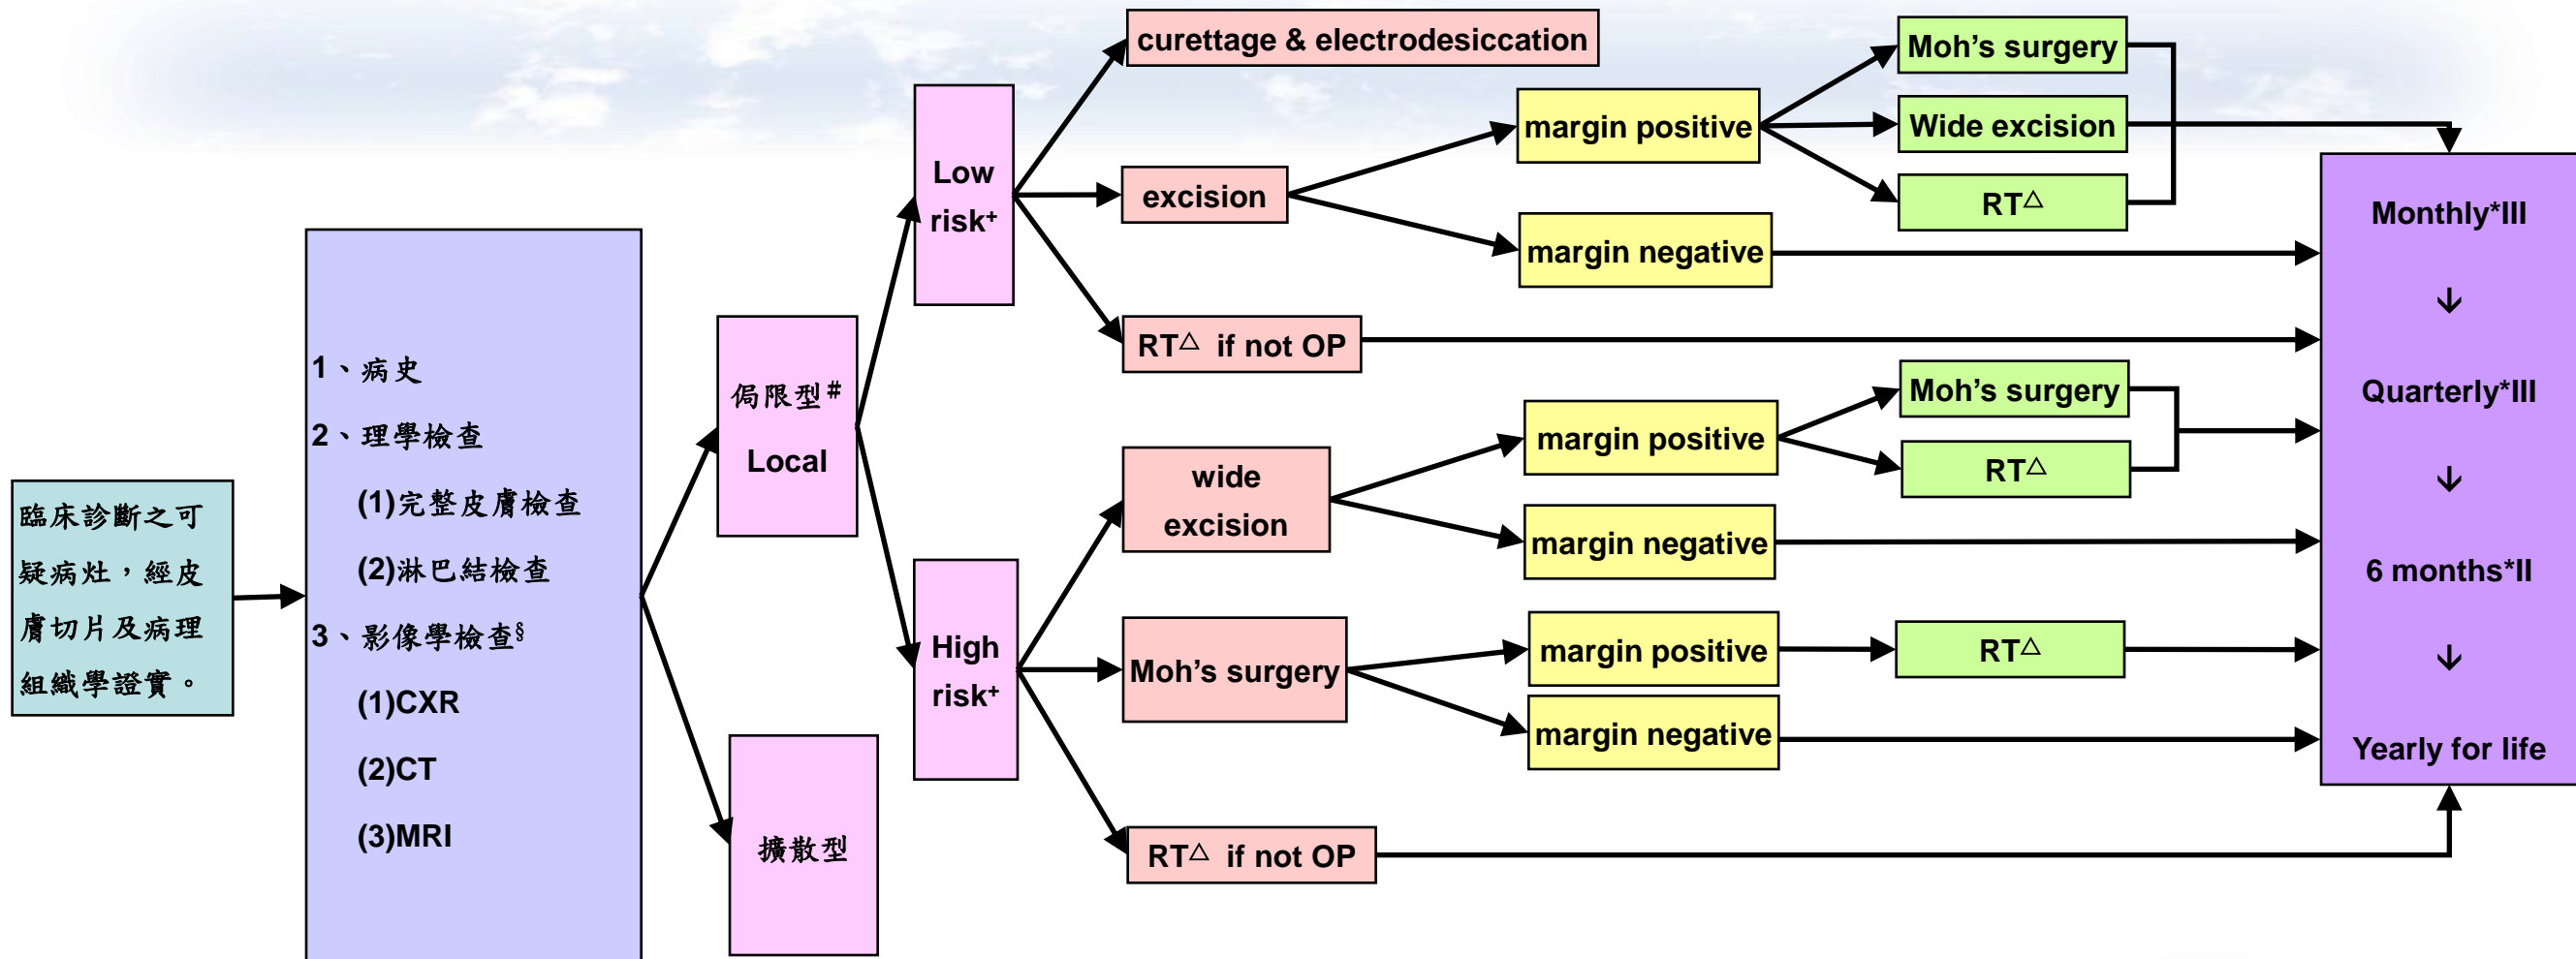 臨床診斷之可
疑病灶，經皮
膚切片及病理
組織學證實。
1、病史
2、理學檢查
(1)完整皮膚檢查
(2)淋巴結檢查
3、影像學檢查§
(1)CXR
(2)CT
(3)MRI
侷限型#
Local
擴散型
Low
risk+
High
risk+
curettage & electrodesiccation
excision
RT△ if not OP
wide
excision
Moh's surgery
RT△ if not OP
margin positive
margin negative
margin positive
margin negative
margin positive
margin negative
Moh's surgery
Wide excision
RT△
Moh's surgery
RT△
RT△
Monthly*III
↓
Quarterly*III
↓
6 months*II
↓
Yearly for life